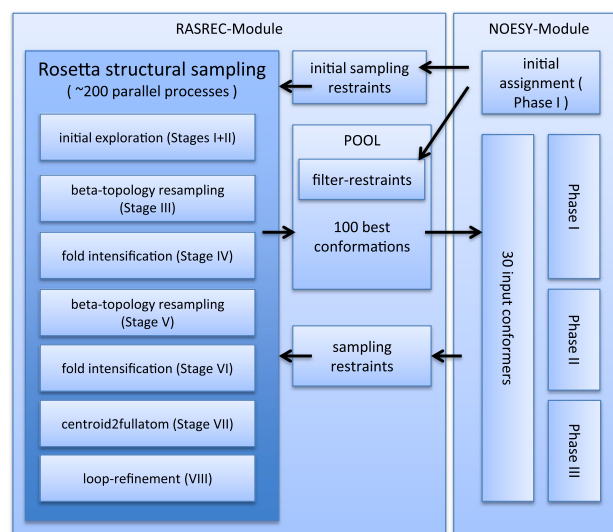 RASREC-Module
Rosetta structural sampling
( ~200 parallel processes )
initial exploration (Stages I+II)
beta-topology resampling
(Stage III)
fold intensification (Stage IV)
beta-topology resampling
(Stage V)
fold intensification (Stage VI)
centroid2fullatom (Stage VII)
loop-refinement (VIII)
initial sampling
restraints
POOL
filter-restraints
100 best
conformations
sampling
restraints
NOESY-Module
initial
assignment (
Phase I )
30 input conformers
Phase I
Phase II
Phase III